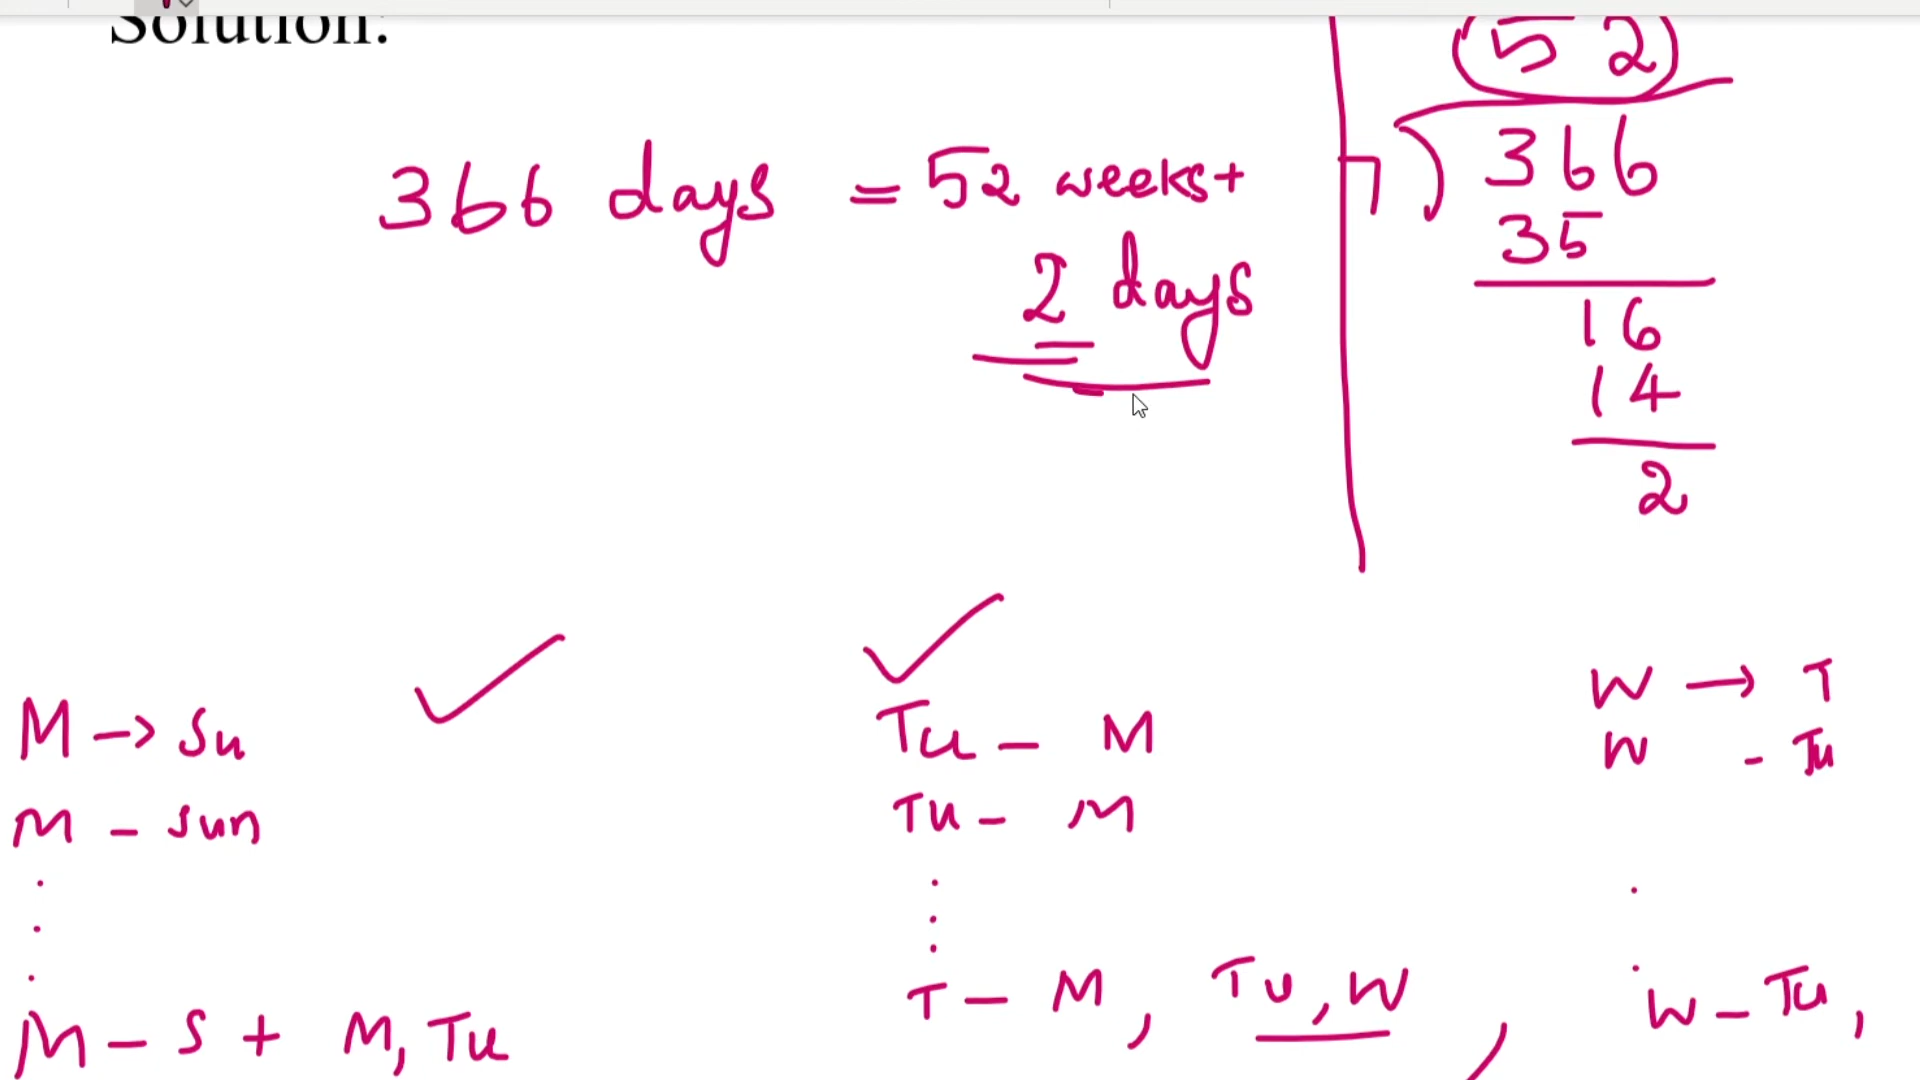 Solution:
366 days = 52 weeks+
2 days
52
7) 366
35
16
14
2
M → Su
M - Sun
M - S + M, Tu
Tu - M
Tu - M
T - M, Tu, W
W → T
W - Tu
W - Tu,